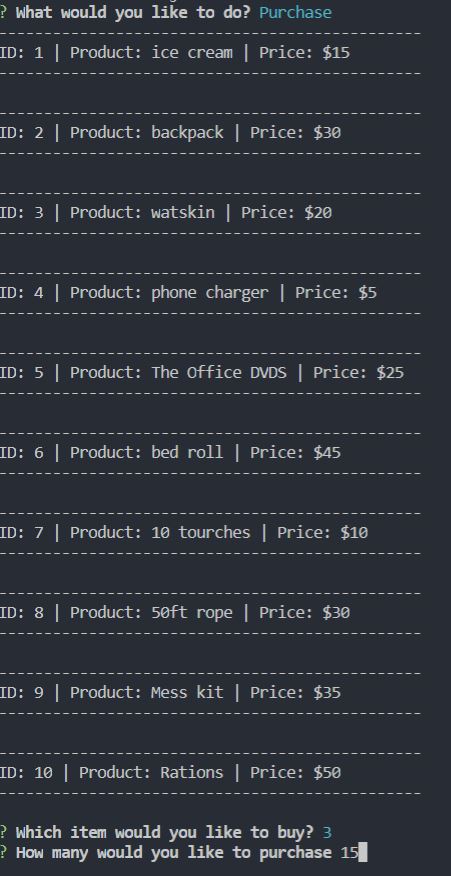 ? What would you like to do? Purchase
-----------------------------------------------
ID: 1 | Product: ice cream | Price: $15
-----------------------------------------------
-----------------------------------------------
ID: 2 | Product: backpack | Price: $30
-----------------------------------------------
-----------------------------------------------
ID: 3 | Product: watskin | Price: $20
-----------------------------------------------
-----------------------------------------------
ID: 4 | Product: phone charger | Price: $5
-----------------------------------------------
-----------------------------------------------
ID: 5 | Product: The Office DVDS | Price: $25
-----------------------------------------------
-----------------------------------------------
ID: 6 | Product: bed roll | Price: $45
-----------------------------------------------
-----------------------------------------------
ID: 7 | Product: 10 tourches | Price: $10
-----------------------------------------------
-----------------------------------------------
ID: 8 | Product: 50ft rope | Price: $30
-----------------------------------------------
-----------------------------------------------
ID: 9 | Product: Mess kit | Price: $35
-----------------------------------------------
-----------------------------------------------
ID: 10 | Product: Rations | Price: $50
-----------------------------------------------
? Which item would you like to buy? 3
? How many would you like to purchase 15